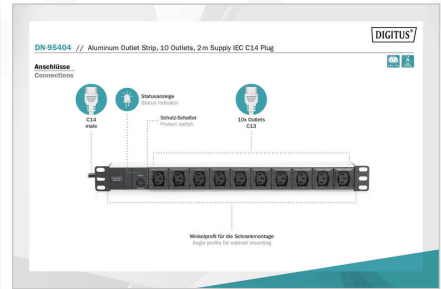 DIGITUS®
DN-95404 // Aluminum Outlet Strip, 10 Outlets, 2 m Supply IEC C14 Plug
Anschlüsse
Connections
Statusanzeige
Status indicator
C14
male
Schutz-Schalter
Protect switch
10x Outlets
C13
Winkelprofil für die Schrankmontage
Angle profile for cabinet mounting